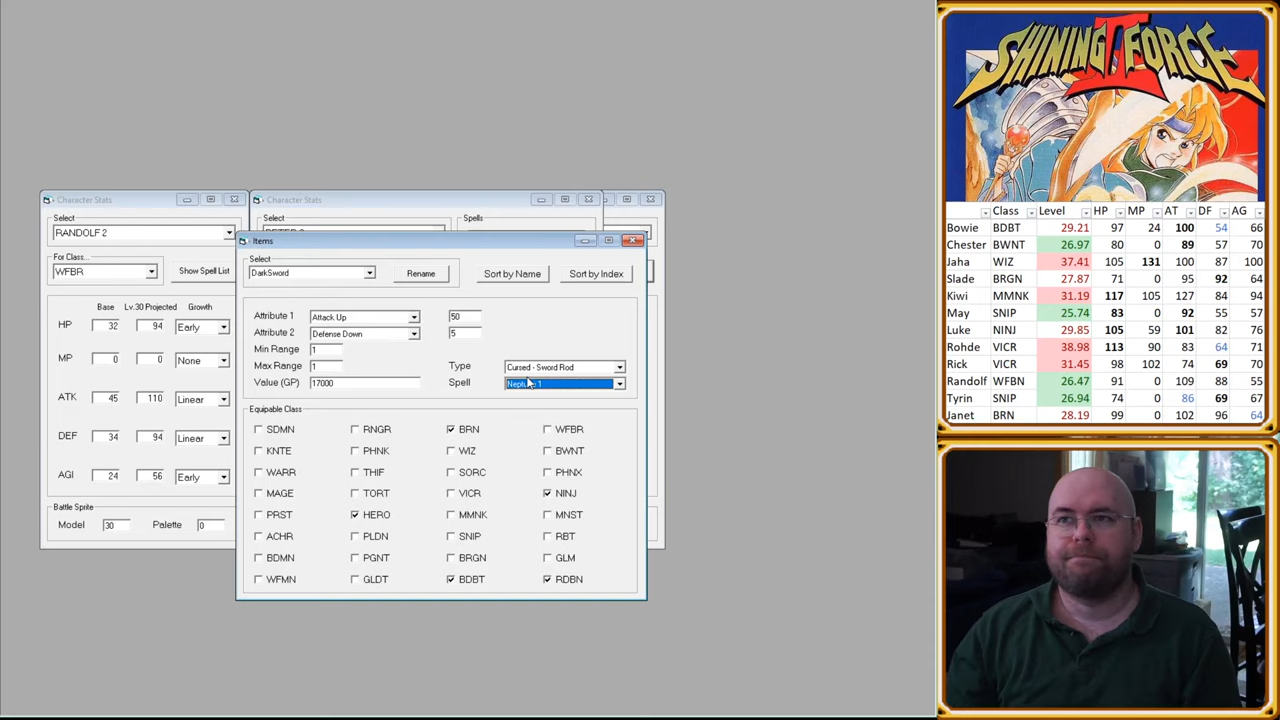 Character Stats
Select
RANDOLF 2
For Class...
WFBR
Show Spell List
Base Lv.30 Projected Growth
HP 32 94 Early
MP 0 0 None
ATK 45 110 Linear
DEF 34 94 Linear
AGI 24 56 Early
Battle Sprite
Model 30 Palette 0
Character Stats
Select
Spells
Items
Select
DarkSword
Rename
Sort by Name
Sort by Index
Attribute 1 Attack Up 50
Attribute 2 Defense Down 5
Min Range 1
Max Range 1
Value (GP) 17000
Type Cursed - Sword Rod
Spell Neptune 1
Equipable Class
SDMN RNGR BRN WFBR
KNTE PHNK WIZ BWNT
WARR THIF SORC PHNX
MAGE TORT VICR NINJ
PRST HERO MMNK MNST
ACHR PLDN SNIP RBT
BDMN PGNT BRGN GLM
WFMN GLDT BDBT RDBN
SHINING FORCE II
Class Level HP MP AT DF AG
Bowie BDBT 29.21 97 24 100 54 66
Chester BWNT 26.97 80 0 89 57 70
Jaha WIZ 37.41 105 131 100 87 100
Slade BRGN 27.87 71 0 95 92 64
Kiwi MMNK 31.19 117 105 127 84 94
May SNIP 25.74 83 0 92 55 57
Luke NINJ 29.85 105 59 101 82 76
Rohde VICR 38.98 113 90 83 64 71
Rick VICR 31.45 98 102 74 69 70
Randolf WFBN 26.47 91 0 109 88 55
Tyrin SNIP 26.94 74 0 86 69 67
Janet BRN 28.19 99 0 102 96 64